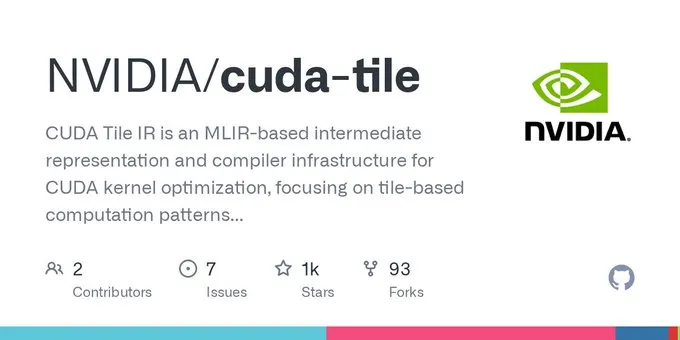 NVIDIA/cuda-tile
CUDA Tile IR is an MLIR-based intermediate
representation and compiler infrastructure for
CUDA kernel optimization, focusing on tile-based
computation patterns...
NVIDIA.
2 Contributors
7 Issues
1k Stars
93 Forks